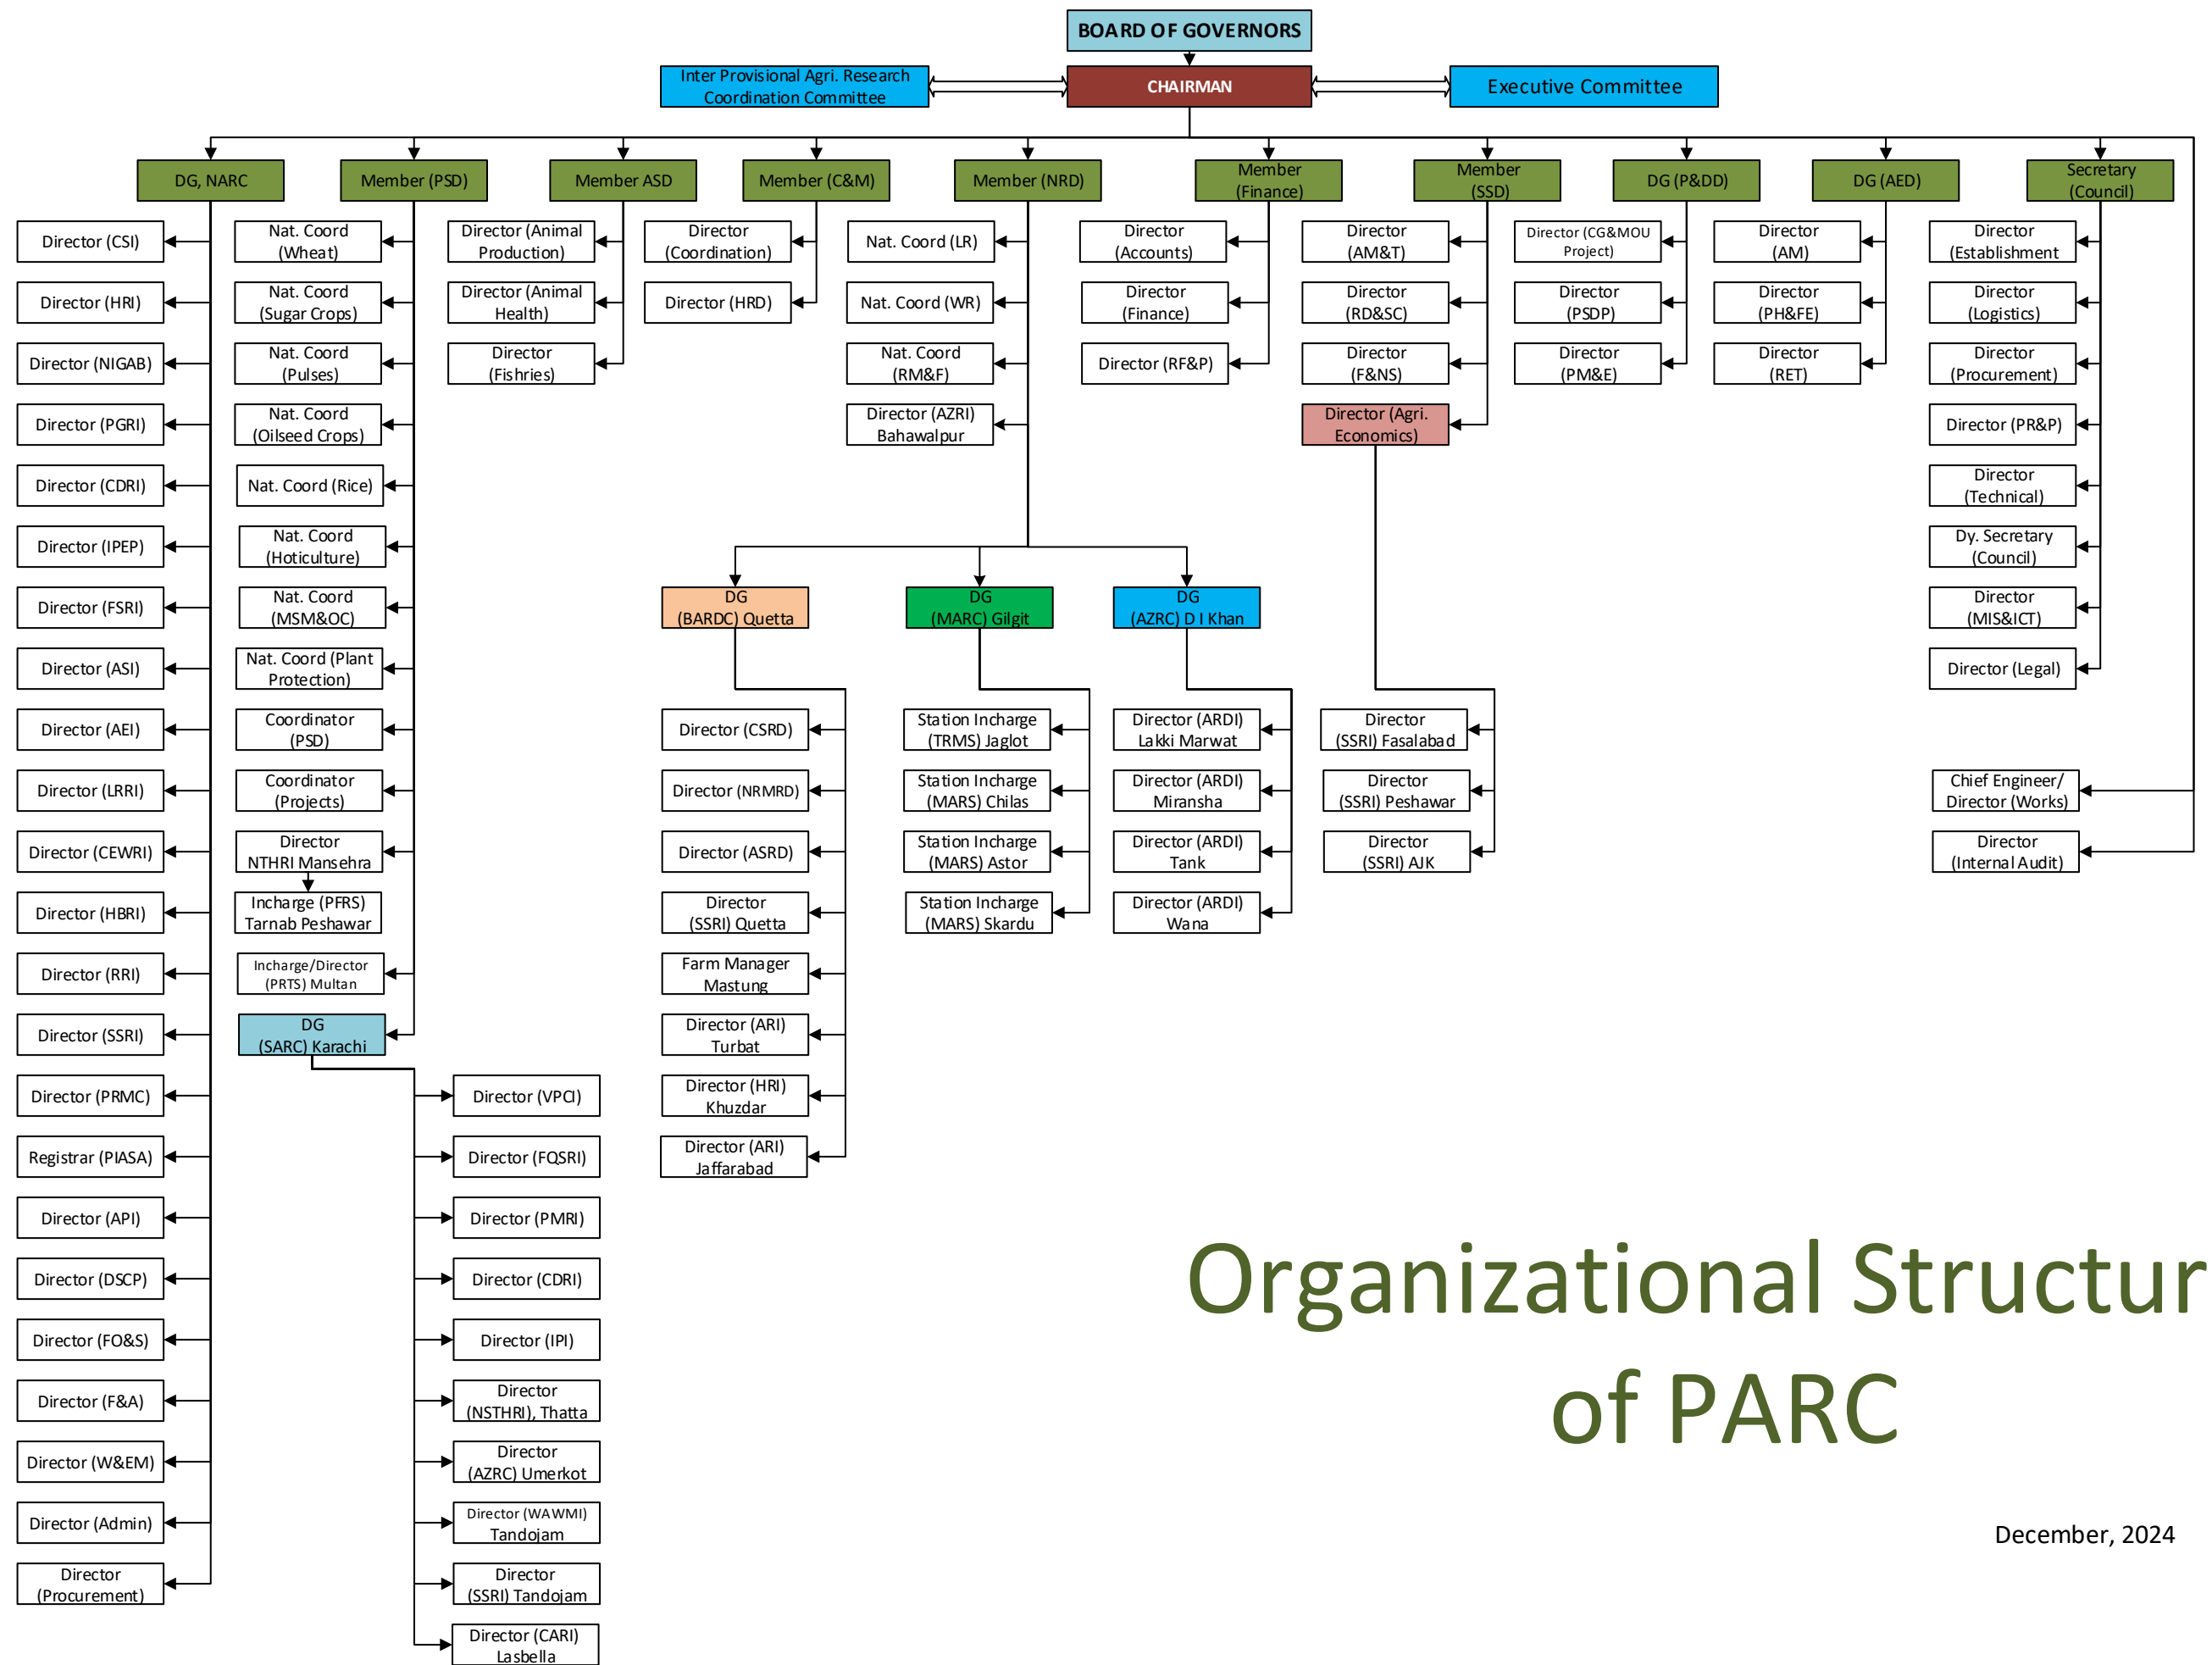 BOARD OF GOVERNORS
Inter Provisional Agri. Research
Coordination Committee
CHAIRMAN
Executive Committee
DG, NARC
Member (PSD)
Member ASD
Member (C&M)
Member (NRD)
Member
(Finance)
Member
(SSD)
DG (P&DD)
DG (AED)
Secretary
(Council)
Director (CSI)
Director (HRI)
Director (NIGAB)
Director (PGRI)
Director (CDRI)
Director (IPEP)
Director (FSRI)
Director (ASI)
Director (AEI)
Director (LRRI)
Director (CEWRI)
Director (HBRI)
Director (RRI)
Director (SSRI)
Director (PRMC)
Registrar (PIASA)
Director (API)
Director (DSCP)
Director (FO&S)
Director (F&A)
Director (W&EM)
Director (Admin)
Director
(Procurement)
Nat. Coord
(Wheat)
Nat. Coord
(Sugar Crops)
Nat. Coord
(Pulses)
Nat. Coord
(Oilseed Crops)
Nat. Coord (Rice)
Nat. Coord
(Hoticulture)
Nat. Coord
(MSM&OC)
Nat. Coord (Plant
Protection)
Coordinator
(PSD)
Coordinator
(Projects)
Director
NTHRI Mansehra
Incharge (PFRS)
Tarnab Peshawar
Incharge/Director
(PRTS) Multan
DG
(SARC) Karachi
Director (VPCI)
Director (FQSRI)
Director (PMRI)
Director (CDRI)
Director (IPI)
Director
(NSTHRI), Thatta
Director
(AZRC) Umerkot
Director (WAWMI)
Tandojam
Director
(SSRI) Tandojam
Director (CARI)
Lasbella
Director (Animal
Production)
Director (Animal
Health)
Director
(Fishries)
Director
(Coordination)
Director (HRD)
Nat. Coord (LR)
Nat. Coord (WR)
Nat. Coord
(RM&F)
Director (AZRI)
Bahawalpur
DG
(BARDC) Quetta
DG
(MARC) Gilgit
DG
(AZRC) D I Khan
Director (CSRD)
Director (NRMRD)
Director (ASRD)
Director
(SSRI) Quetta
Farm Manager
Mastung
Director (ARI)
Turbat
Director (HRI)
Khuzdar
Director (ARI)
Jaffarabad
Station Incharge
(TRMS) Jaglot
Station Incharge
(MARS) Chilas
Station Incharge
(MARS) Astor
Station Incharge
(MARS) Skardu
Director (ARDI)
Lakki Marwat
Director (ARDI)
Miransha
Director (ARDI)
Tank
Director (ARDI)
Wana
Director
(Accounts)
Director
(Finance)
Director (RF&P)
Director
(AM&T)
Director
(RD&SC)
Director
(F&NS)
Director (Agri.
Economics)
Director
(SSRI) Fasalabad
Director
(SSRI) Peshawar
Director
(SSRI) AJK
Director (CG&MOU
Project)
Director
(PSDP)
Director
(PM&E)
Director
(AM)
Director
(PH&FE)
Director
(RET)
Director
(Establishment
Director
(Logistics)
Director
(Procurement)
Director (PR&P)
Director
(Technical)
Dy. Secretary
(Council)
Director
(MIS&ICT)
Director (Legal)
Chief Engineer/
Director (Works)
Director
(Internal Audit)
Organizational Structur
of PARC
December, 2024